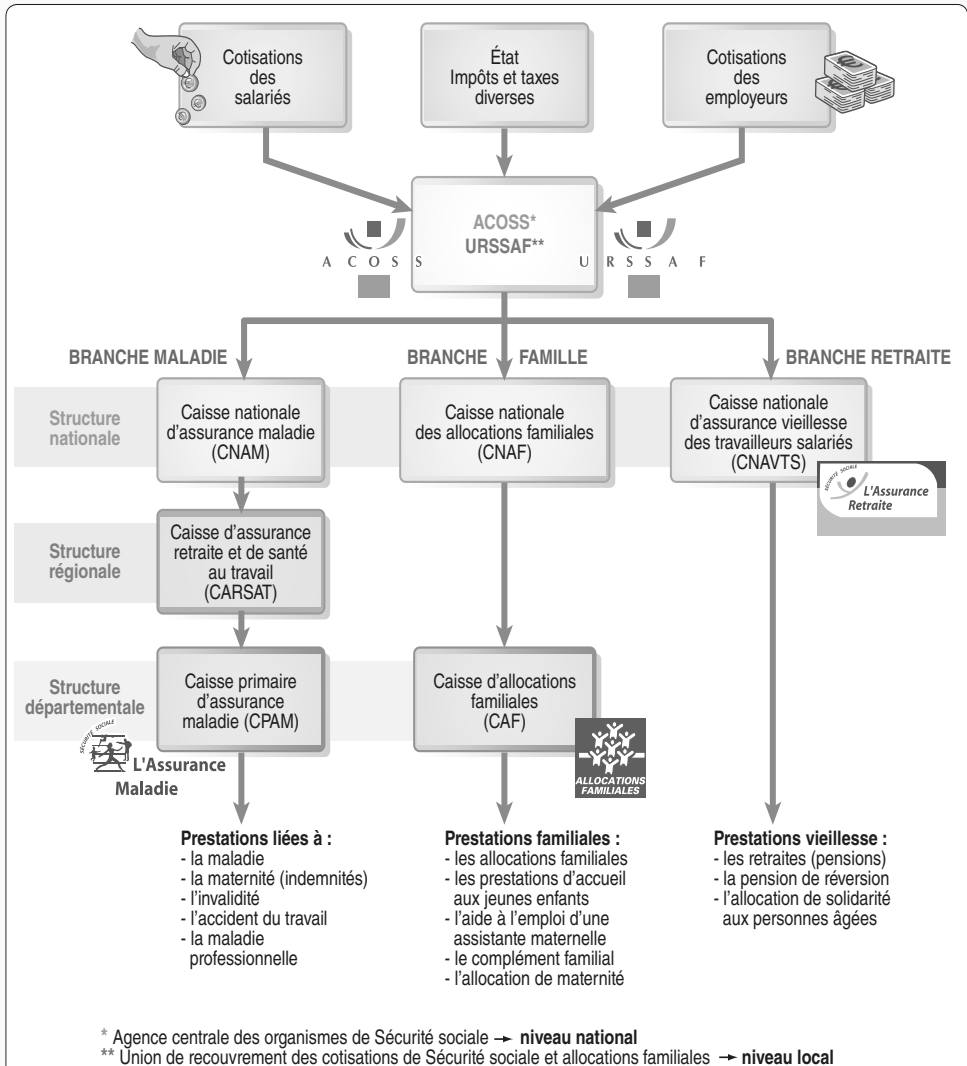 Cotisations
des
salariés
État
Impôts et taxes
diverses
Cotisations
des
employeurs
ACOSS*
URSSAF**
ACOSS
URSSAF
BRANCHE MALADIE
BRANCHE FAMILLE
BRANCHE RETRAITE
Structure
nationale
Caisse nationale
d'assurance maladie
(CNAM)
Caisse nationale
des allocations familiales
(CNAF)
Caisse nationale
d'assurance vieillesse
des travailleurs salariés
(CNAVTS)
SÉCURITÉ SOCIALE
L'Assurance
Retraite
Structure
régionale
Caisse d'assurance
retraite et de santé
au travail
(CARSAT)
Structure
départementale
Caisse primaire
d'assurance
maladie (CPAM)
Caisse d'allocations
familiales
(CAF)
SÉCURITÉ SOCIALE
L'Assurance
Maladie
ALLOCATIONS
FAMILIALES
Prestations liées à :
- la maladie
- la maternité (indemnités)
- l'invalidité
- l'accident du travail
- la maladie
professionnelle
Prestations familiales :
- les allocations familiales
- les prestations d'accueil
aux jeunes enfants
- l'aide à l'emploi d'une
assistante maternelle
- le complément familial
- l'allocation de maternité
Prestations vieillesse :
- les retraites (pensions)
- la pension de réversion
- l'allocation de solidarité
aux personnes âgées
* Agence centrale des organismes de Sécurité sociale → niveau national
** Union de recouvrement des cotisations de Sécurité sociale et allocations familiales → niveau local